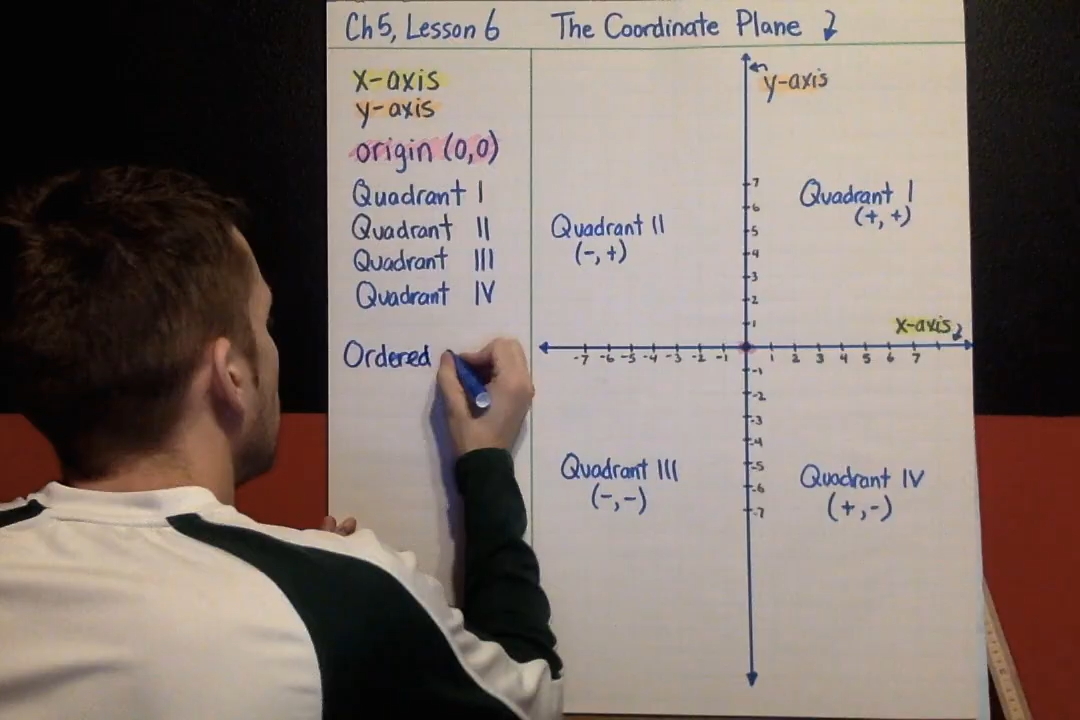 Ch 5, Lesson 6 The Coordinate Plane
x-axis
y-axis
origin (0,0)
Quadrant I
Quadrant II
Quadrant III
Quadrant IV
Ordered
y-axis
7
6
5
4
3
2
1
Quadrant II
(-, +)
Quadrant I
(+, +)
x-axis
-7 -6 -5 -4 -3 -2 -1 1 2 3 4 5 6 7
-1
-2
-3
-4
-5
-6
-7
Quadrant III
(-, -)
Quadrant IV
(+, -)